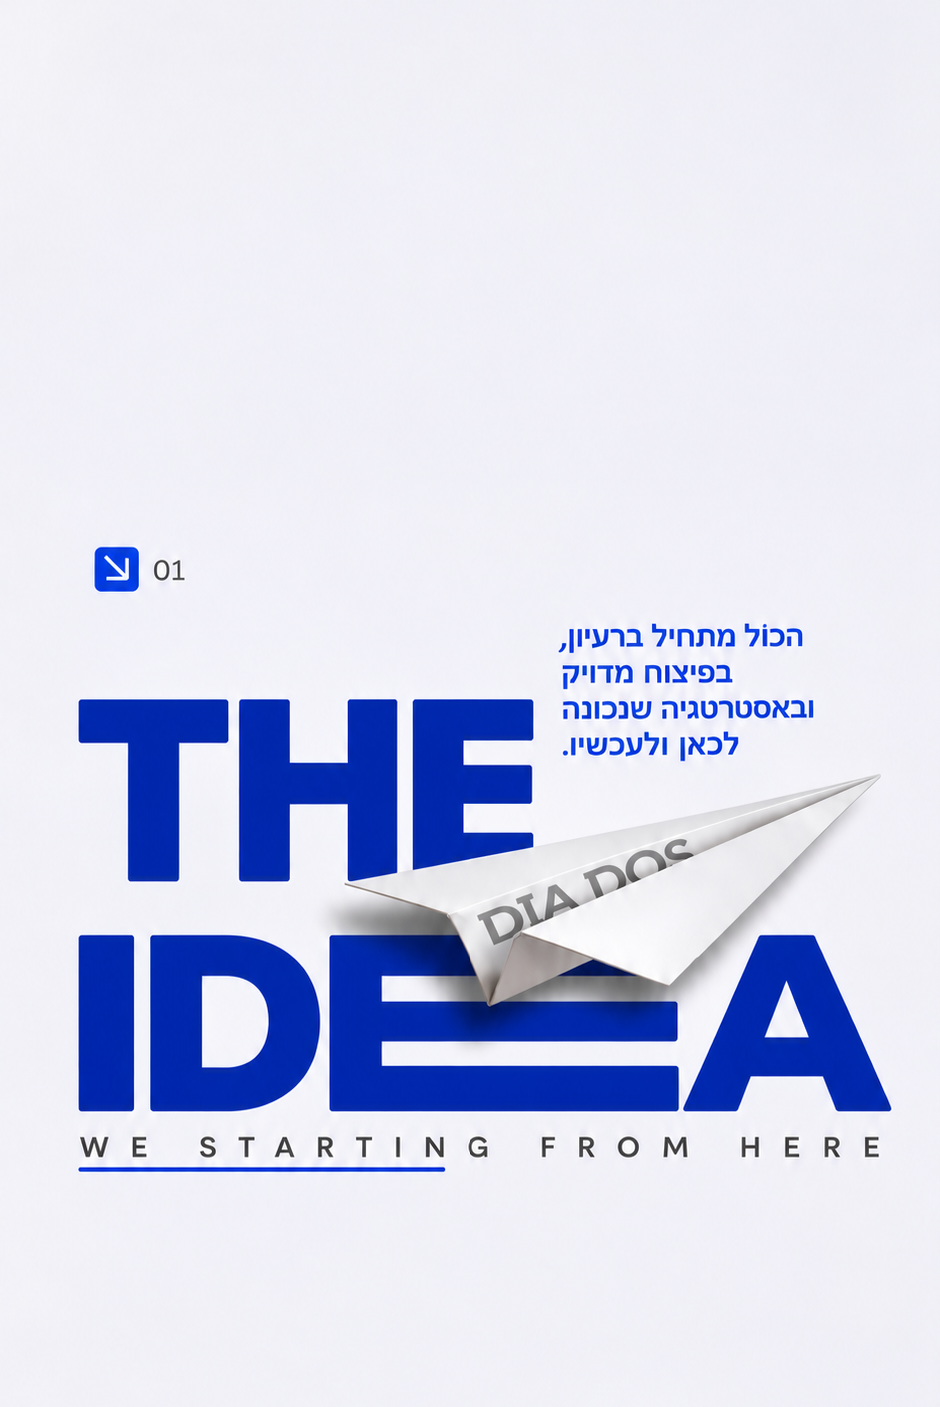 01
הכול מתחיל ברעיון,
בפיצוח מדויק
ובאסטרטגיה שנכונה
לכאן ולעכשיו.
THE
DIA DOS
IDEA
WE STARTING FROM HERE